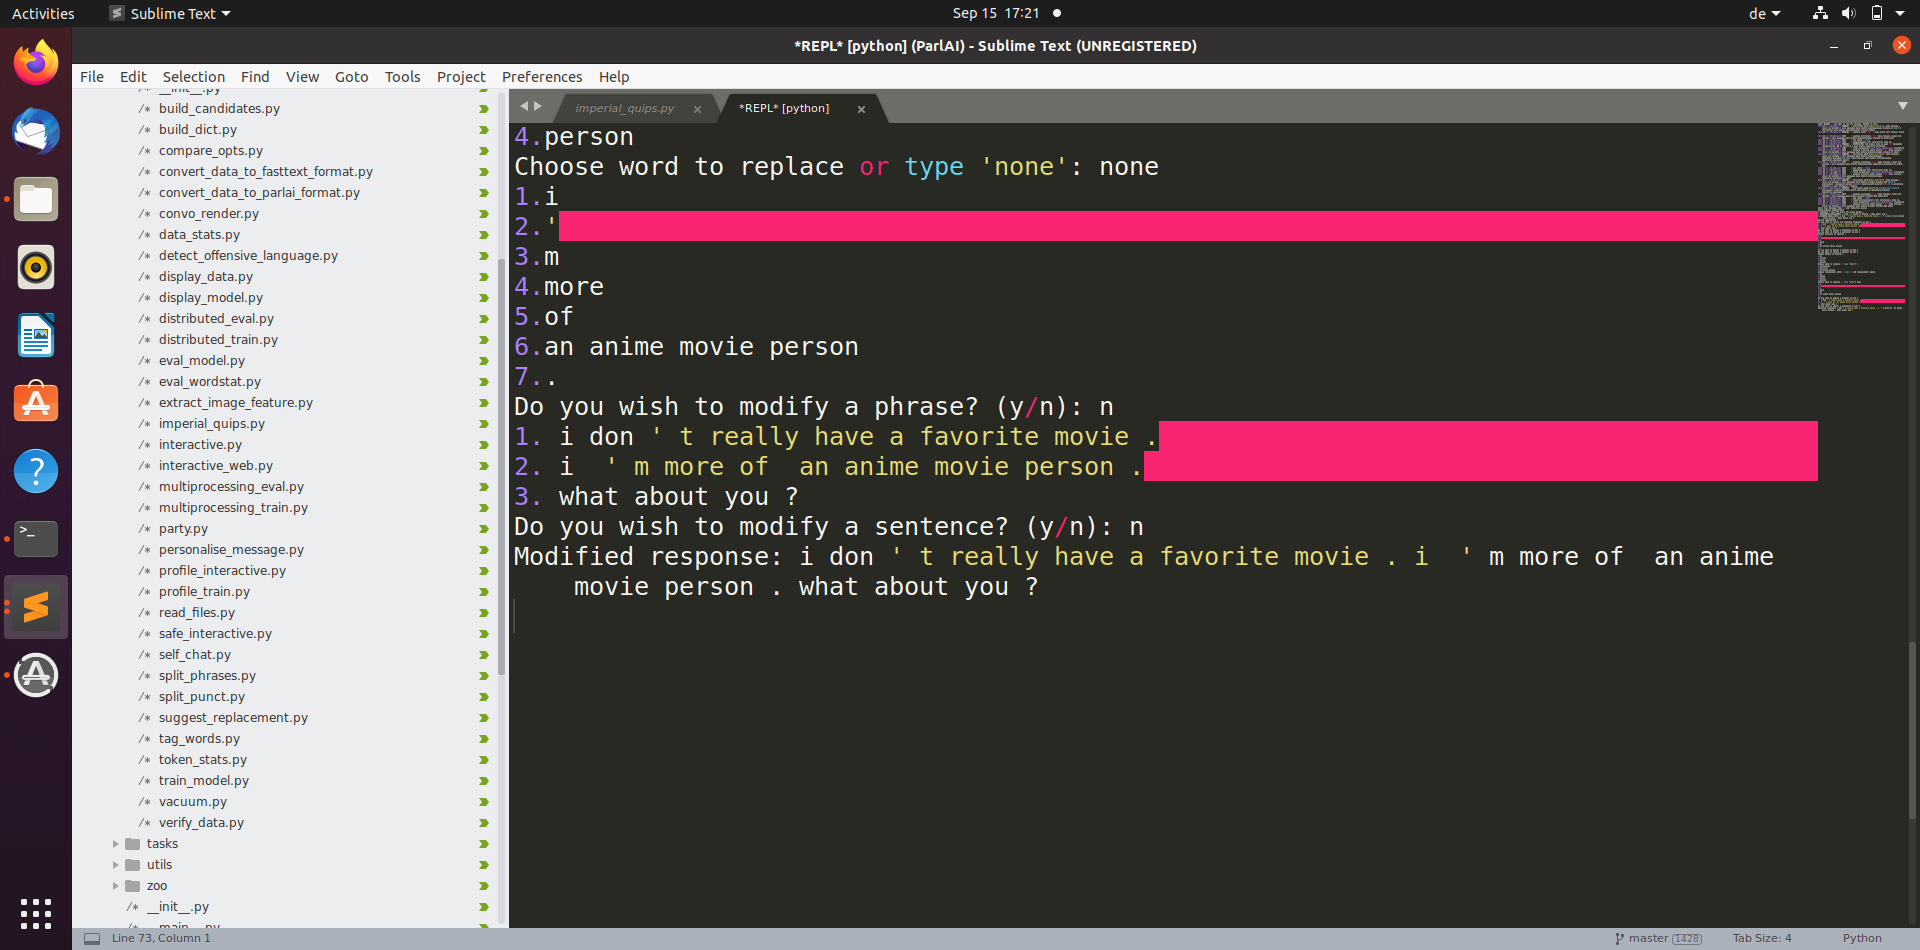 Activities
Sublime Text
Sep 15 17:21
de
*REPL* [python] (ParlAI) - Sublime Text (UNREGISTERED)
File Edit Selection Find View Goto Tools Project Preferences Help
__init__.py
/* build_candidates.py
/* build_dict.py
/* compare_opts.py
/* convert_data_to_fasttext_format.py
/* convert_data_to_parlai_format.py
/* convo_render.py
/* data_stats.py
/* detect_offensive_language.py
/* display_data.py
/* display_model.py
/* distributed_eval.py
/* distributed_train.py
/* eval_model.py
/* eval_wordstat.py
/* extract_image_feature.py
/* imperial_quips.py
/* interactive.py
/* interactive_web.py
/* multiprocessing_eval.py
/* multiprocessing_train.py
/* party.py
/* personalise_message.py
/* profile_interactive.py
/* profile_train.py
/* read_files.py
/* safe_interactive.py
/* self_chat.py
/* split_phrases.py
/* split_punct.py
/* suggest_replacement.py
/* tag_words.py
/* token_stats.py
/* train_model.py
/* vacuum.py
/* verify_data.py
tasks
utils
zoo
/* __init__.py
/* __main__.py
imperial_quips.py
*REPL* [python]
4.person
Choose word to replace or type 'none': none
1.i
2.'
3.m
4.more
5.of
6.an anime movie person
7..
Do you wish to modify a phrase? (y/n): n
1. i don ' t really have a favorite movie .
2. i  ' m more of  an anime movie person .
3. what about you ?
Do you wish to modify a sentence? (y/n): n
Modified response: i don ' t really have a favorite movie . i  ' m more of  an anime
movie person . what about you ?
Line 73, Column 1
master 1428
Tab Size: 4
Python